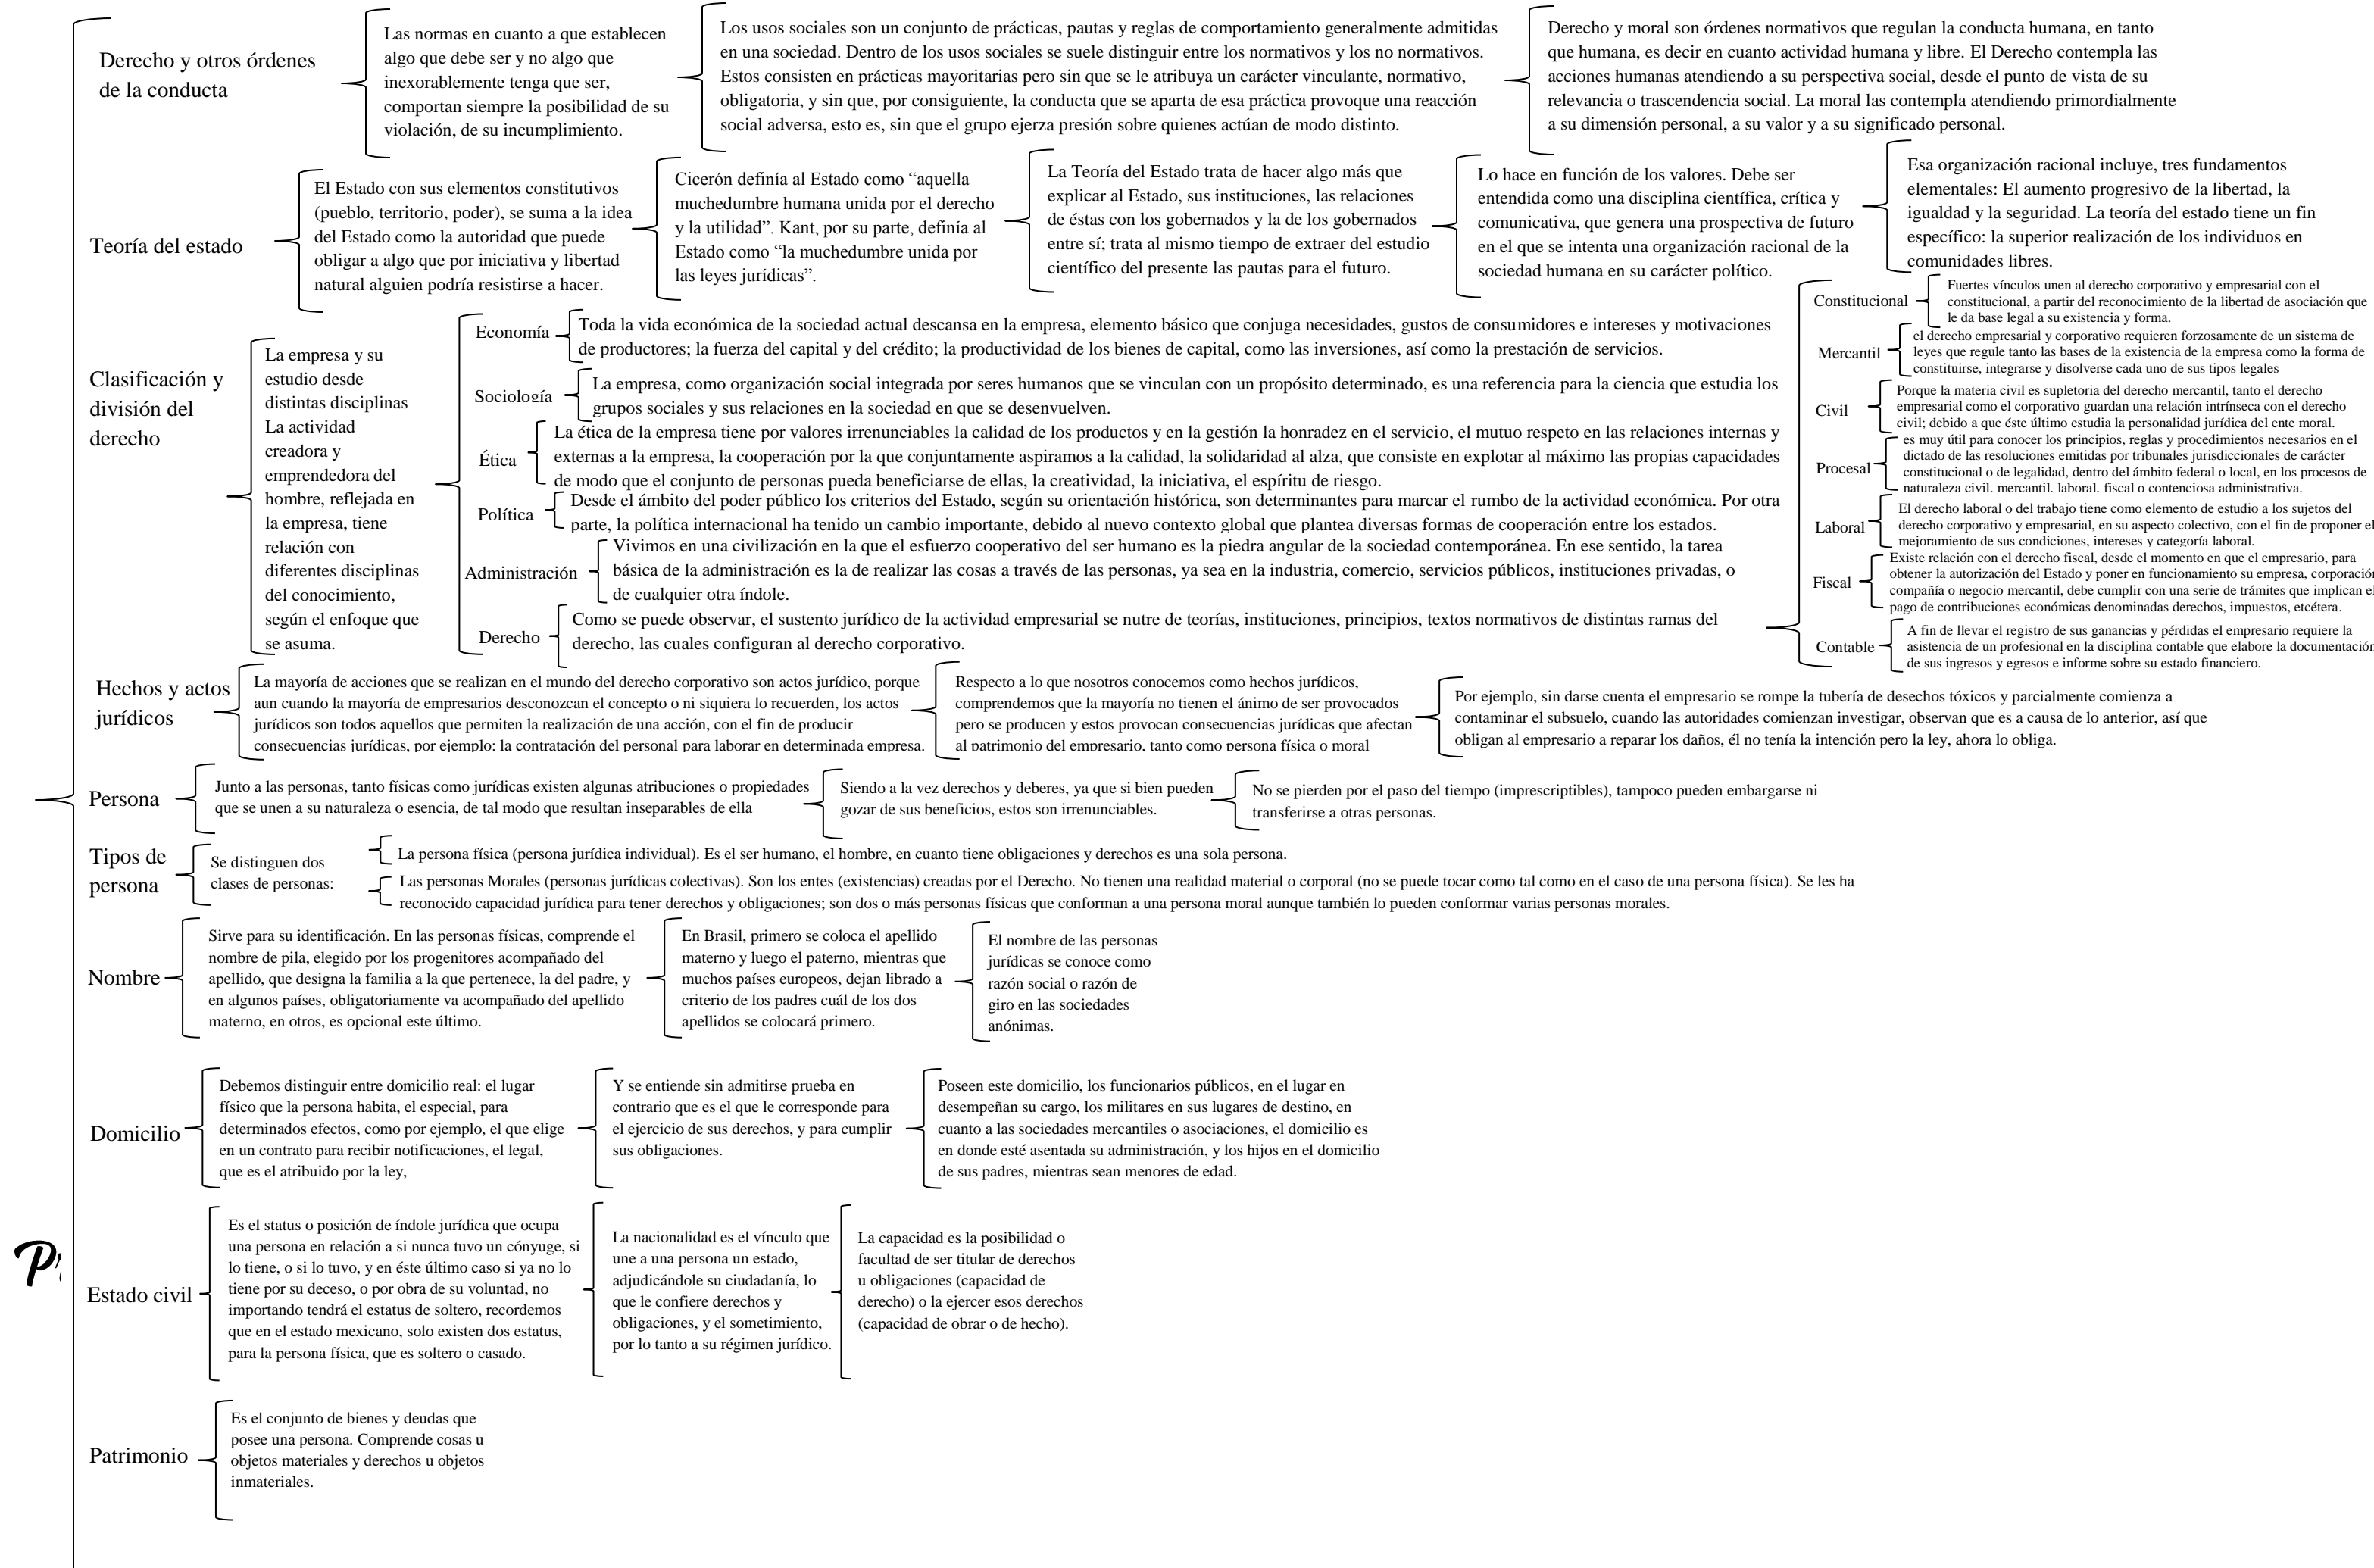 Derecho y otros órdenes
de la conducta
Las normas en cuanto a que establecen
algo que debe ser y no algo que
inexorablemente tenga que ser,
comportan siempre la posibilidad de su
violación, de su incumplimiento.
Los usos sociales son un conjunto de prácticas, pautas y reglas de comportamiento generalmente admitidas
en una sociedad. Dentro de los usos sociales se suele distinguir entre los normativos y los no normativos.
Estos consisten en prácticas mayoritarias pero sin que se le atribuya un carácter vinculante, normativo,
obligatoria, y sin que, por consiguiente, la conducta que se aparta de esa práctica provoque una reacción
social adversa, esto es, sin que el grupo ejerza presión sobre quienes actúan de modo distinto.
Derecho y moral son órdenes normativos que regulan la conducta humana, en tanto
que humana, es decir en cuanto actividad humana y libre. El Derecho contempla las
acciones humanas atendiendo a su perspectiva social, desde el punto de vista de su
relevancia o trascendencia social. La moral las contempla atendiendo primordialmente
a su dimensión personal, a su valor y a su significado personal.
Teoría del estado
El Estado con sus elementos constitutivos
(pueblo, territorio, poder), se suma a la idea
del Estado como la autoridad que puede
obligar a algo que por iniciativa y libertad
natural alguien podría resistirse a hacer.
Cicerón definía al Estado como “aquella
muchedumbre humana unida por el derecho
y la utilidad”. Kant, por su parte, definía al
Estado como “la muchedumbre unida por
las leyes jurídicas”.
La Teoría del Estado trata de hacer algo más que
explicar al Estado, sus instituciones, las relaciones
de éstas con los gobernados y la de los gobernados
entre sí; trata al mismo tiempo de extraer del estudio
científico del presente las pautas para el futuro.
Lo hace en función de los valores. Debe ser
entendida como una disciplina científica, crítica y
comunicativa, que genera una prospectiva de futuro
en el que se intenta una organización racional de la
sociedad humana en su carácter político.
Esa organización racional incluye, tres fundamentos
elementales: El aumento progresivo de la libertad, la
igualdad y la seguridad. La teoría del estado tiene un fin
específico: la superior realización de los individuos en
comunidades libres.
Clasificación y
división del
derecho
La empresa y su
estudio desde
distintas disciplinas
La actividad
creadora y
emprendedora del
hombre, reflejada en
la empresa, tiene
relación con
diferentes disciplinas
del conocimiento,
según el enfoque que
se asuma.
Economía
Toda la vida económica de la sociedad actual descansa en la empresa, elemento básico que conjuga necesidades, gustos de consumidores e intereses y motivaciones
de productores; la fuerza del capital y del crédito; la productividad de los bienes de capital, como las inversiones, así como la prestación de servicios.
Sociología
La empresa, como organización social integrada por seres humanos que se vinculan con un propósito determinado, es una referencia para la ciencia que estudia los
grupos sociales y sus relaciones en la sociedad en que se desenvuelven.
Ética
La ética de la empresa tiene por valores irrenunciables la calidad de los productos y en la gestión la honradez en el servicio, el mutuo respeto en las relaciones internas y
externas a la empresa, la cooperación por la que conjuntamente aspiramos a la calidad, la solidaridad al alza, que consiste en explotar al máximo las propias capacidades
de modo que el conjunto de personas pueda beneficiarse de ellas, la creatividad, la iniciativa, el espíritu de riesgo.
Política
Desde el ámbito del poder público los criterios del Estado, según su orientación histórica, son determinantes para marcar el rumbo de la actividad económica. Por otra
parte, la política internacional ha tenido un cambio importante, debido al nuevo contexto global que plantea diversas formas de cooperación entre los estados.
Administración
Vivimos en una civilización en la que el esfuerzo cooperativo del ser humano es la piedra angular de la sociedad contemporánea. En ese sentido, la tarea
básica de la administración es la de realizar las cosas a través de las personas, ya sea en la industria, comercio, servicios públicos, instituciones privadas, o
de cualquier otra índole.
Derecho
Como se puede observar, el sustento jurídico de la actividad empresarial se nutre de teorías, instituciones, principios, textos normativos de distintas ramas del
derecho, las cuales configuran al derecho corporativo.
Constitucional
Fuertes vínculos unen al derecho corporativo y empresarial con el
constitucional, a partir del reconocimiento de la libertad de asociación que
le da base legal a su existencia y forma.
Mercantil
el derecho empresarial y corporativo requieren forzosamente de un sistema de
leyes que regule tanto las bases de la existencia de la empresa como la forma de
constituirse, integrarse y disolverse cada uno de sus tipos legales
Civil
Porque la materia civil es supletoria del derecho mercantil, tanto el derecho
empresarial como el corporativo guardan una relación intrínseca con el derecho
civil; debido a que éste último estudia la personalidad jurídica del ente moral.
Procesal
es muy útil para conocer los principios, reglas y procedimientos necesarios en el
dictado de las resoluciones emitidas por tribunales jurisdiccionales de carácter
constitucional o de legalidad, dentro del ámbito federal o local, en los procesos de
naturaleza civil, mercantil, laboral, fiscal o contenciosa administrativa.
Laboral
El derecho laboral o del trabajo tiene como elemento de estudio a los sujetos del
derecho corporativo y empresarial, en su aspecto colectivo, con el fin de proponer el
mejoramiento de sus condiciones, intereses y categoría laboral.
Fiscal
Existe relación con el derecho fiscal, desde el momento en que el empresario, para
obtener la autorización del Estado y poner en funcionamiento su empresa, corporación
compañía o negocio mercantil, debe cumplir con una serie de trámites que implican el
pago de contribuciones económicas denominadas derechos, impuestos, etcétera.
Contable
A fin de llevar el registro de sus ganancias y pérdidas el empresario requiere la
asistencia de un profesional en la disciplina contable que elabore la documentación
de sus ingresos y egresos e informe sobre su estado financiero.
Hechos y actos
jurídicos
La mayoría de acciones que se realizan en el mundo del derecho corporativo son actos jurídico, porque
aun cuando la mayoría de empresarios desconozcan el concepto o ni siquiera lo recuerden, los actos
jurídicos son todos aquellos que permiten la realización de una acción, con el fin de producir
consecuencias jurídicas, por ejemplo: la contratación del personal para laborar en determinada empresa.
Respecto a lo que nosotros conocemos como hechos jurídicos,
comprendemos que la mayoría no tienen el ánimo de ser provocados
pero se producen y estos provocan consecuencias jurídicas que afectan
al patrimonio del empresario, tanto como persona física o moral
Por ejemplo, sin darse cuenta el empresario se rompe la tubería de desechos tóxicos y parcialmente comienza a
contaminar el subsuelo, cuando las autoridades comienzan investigar, observan que es a causa de lo anterior, así que
obligan al empresario a reparar los daños, él no tenía la intención pero la ley, ahora lo obliga.
Persona
Junto a las personas, tanto físicas como jurídicas existen algunas atribuciones o propiedades
que se unen a su naturaleza o esencia, de tal modo que resultan inseparables de ella
Siendo a la vez derechos y deberes, ya que si bien pueden
gozar de sus beneficios, estos son irrenunciables.
No se pierden por el paso del tiempo (imprescriptibles), tampoco pueden embargarse ni
transferirse a otras personas.
Tipos de
persona
Se distinguen dos
clases de personas:
La persona física (persona jurídica individual). Es el ser humano, el hombre, en cuanto tiene obligaciones y derechos es una sola persona.
Las personas Morales (personas jurídicas colectivas). Son los entes (existencias) creadas por el Derecho. No tienen una realidad material o corporal (no se puede tocar como tal como en el caso de una persona física). Se les ha
reconocido capacidad jurídica para tener derechos y obligaciones; son dos o más personas físicas que conforman a una persona moral aunque también lo pueden conformar varias personas morales.
Nombre
Sirve para su identificación. En las personas físicas, comprende el
nombre de pila, elegido por los progenitores acompañado del
apellido, que designa la familia a la que pertenece, la del padre, y
en algunos países, obligatoriamente va acompañado del apellido
materno, en otros, es opcional este último.
En Brasil, primero se coloca el apellido
materno y luego el paterno, mientras que
muchos países europeos, dejan librado a
criterio de los padres cuál de los dos
apellidos se colocará primero.
El nombre de las personas
jurídicas se conoce como
razón social o razón de
giro en las sociedades
anónimas.
Domicilio
Debemos distinguir entre domicilio real: el lugar
físico que la persona habita, el especial, para
determinados efectos, como por ejemplo, el que elige
en un contrato para recibir notificaciones, el legal,
que es el atribuido por la ley,
Y se entiende sin admitirse prueba en
contrario que es el que le corresponde para
el ejercicio de sus derechos, y para cumplir
sus obligaciones.
Poseen este domicilio, los funcionarios públicos, en el lugar en
desempeñan su cargo, los militares en sus lugares de destino, en
cuanto a las sociedades mercantiles o asociaciones, el domicilio es
en donde esté asentada su administración, y los hijos en el domicilio
de sus padres, mientras sean menores de edad.
Estado civil
Es el status o posición de índole jurídica que ocupa
una persona en relación a si nunca tuvo un cónyuge, si
lo tiene, o si lo tuvo, y en éste último caso si ya no lo
tiene por su deceso, o por obra de su voluntad, no
importando tendrá el estatus de soltero, recordemos
que en el estado mexicano, solo existen dos estatus,
para la persona física, que es soltero o casado.
La nacionalidad es el vínculo que
une a una persona un estado,
adjudicándole su ciudadanía, lo
que le confiere derechos y
obligaciones, y el sometimiento,
por lo tanto a su régimen jurídico.
La capacidad es la posibilidad o
facultad de ser titular de derechos
u obligaciones (capacidad de
derecho) o la ejercer esos derechos
(capacidad de obrar o de hecho).
Patrimonio
Es el conjunto de bienes y deudas que
posee una persona. Comprende cosas u
objetos materiales y derechos u objetos
inmateriales.